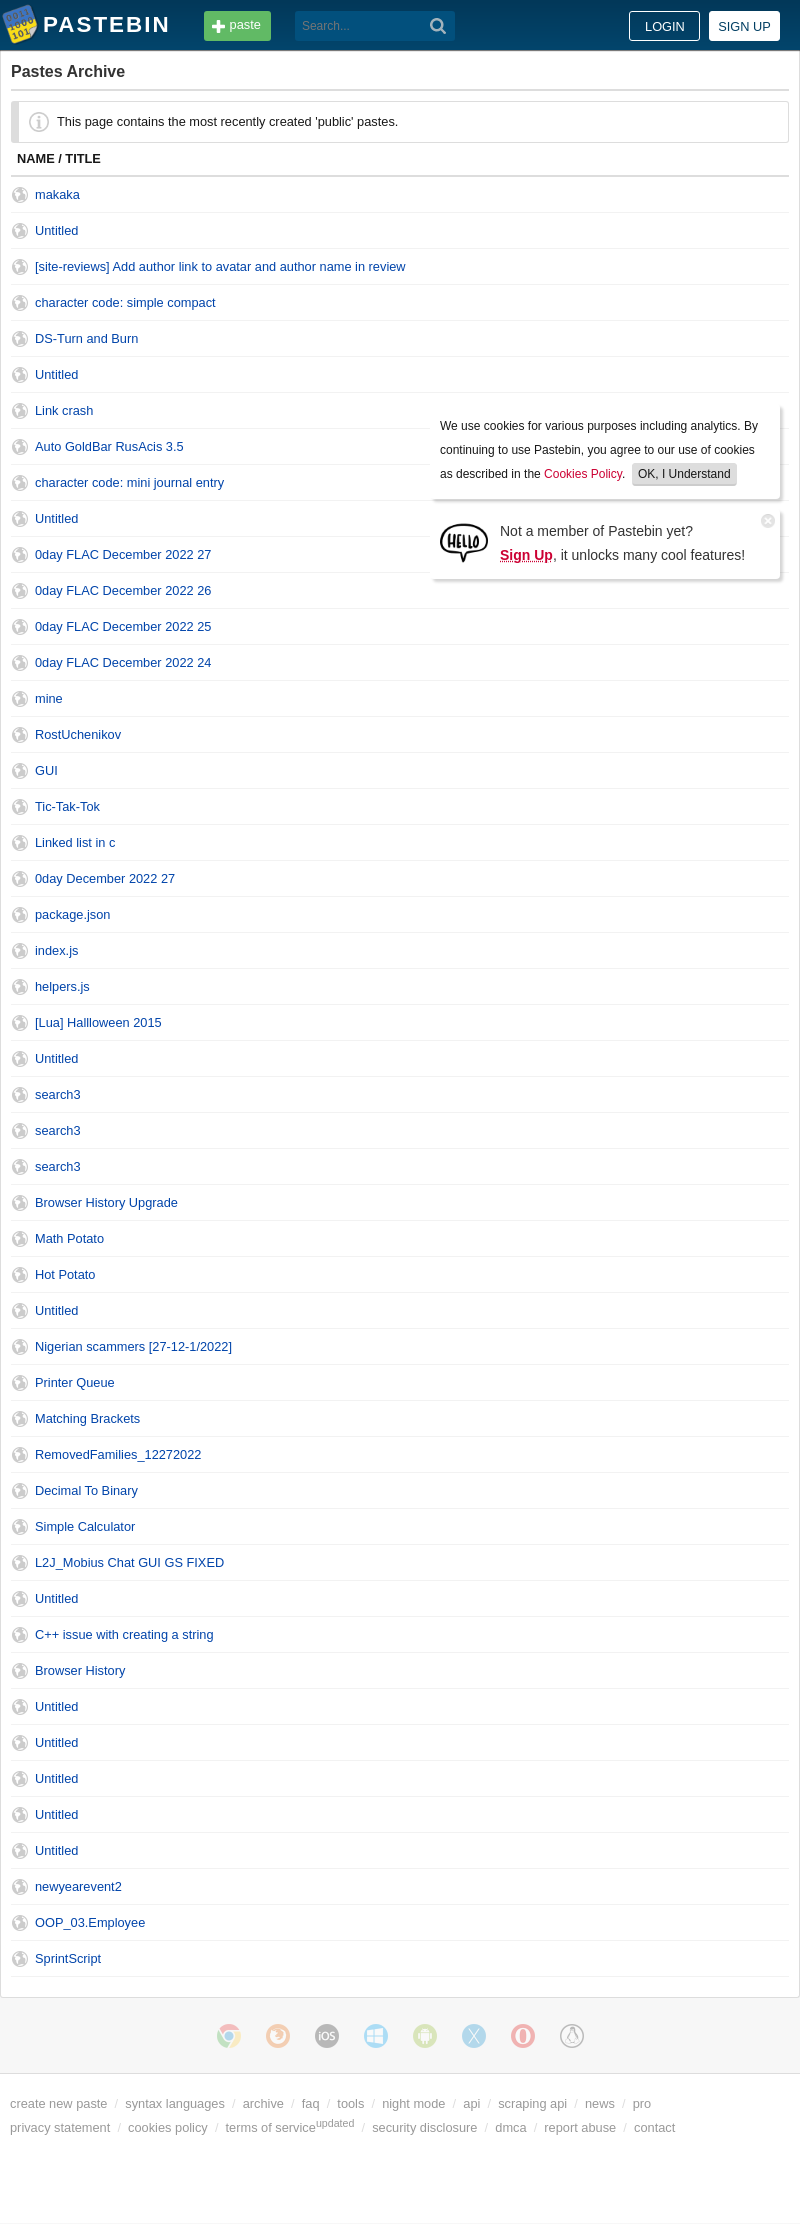 PASTEBIN paste Search... LOGIN SIGN UP
Pastes Archive
This page contains the most recently created 'public' pastes.
NAME / TITLE
makaka
Untitled
[site-reviews] Add author link to avatar and author name in review
character code: simple compact
DS-Turn and Burn
Untitled
Link crash
Auto GoldBar RusAcis 3.5
character code: mini journal entry
Untitled
0day FLAC December 2022 27
0day FLAC December 2022 26
0day FLAC December 2022 25
0day FLAC December 2022 24
mine
RostUchenikov
GUI
Tic-Tak-Tok
Linked list in c
0day December 2022 27
package.json
index.js
helpers.js
[Lua] Hallloween 2015
Untitled
search3
search3
search3
Browser History Upgrade
Math Potato
Hot Potato
Untitled
Nigerian scammers [27-12-1/2022]
Printer Queue
Matching Brackets
RemovedFamilies_12272022
Decimal To Binary
Simple Calculator
L2J_Mobius Chat GUI GS FIXED
Untitled
C++ issue with creating a string
Browser History
Untitled
Untitled
Untitled
Untitled
Untitled
newyearevent2
OOP_03.Employee
SprintScript
We use cookies for various purposes including analytics. By
continuing to use Pastebin, you agree to our use of cookies
as described in the Cookies Policy. OK, I Understand
HELLO
Not a member of Pastebin yet?
Sign Up, it unlocks many cool features!
iOS
create new paste / syntax languages / archive / faq / tools / night mode / api / scraping api / news / pro
privacy statement / cookies policy / terms of serviceupdated / security disclosure / dmca / report abuse / contact